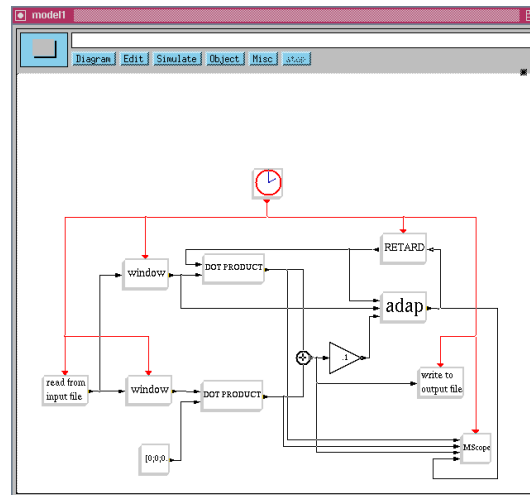 model1
Diagram Edit Simulate Object Misc stop
RETARD
window
DOT PRODUCT
adap
.1
read from
input file
window
DOT PRODUCT
write to
output file
[0;0;0.
MScope